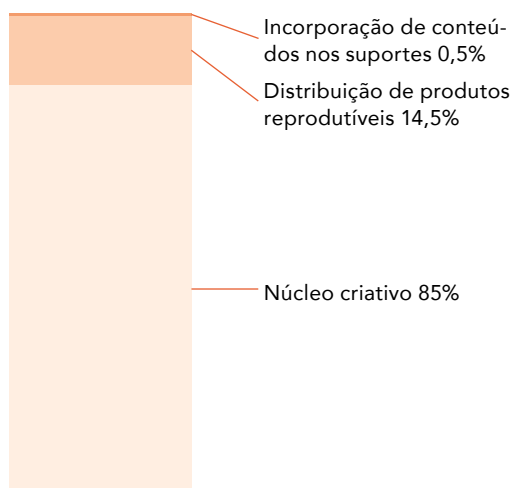 Incorporação de conteú-
dos nos suportes 0,5%
Distribuição de produtos
reprodutíveis 14,5%
Núcleo criativo 85%